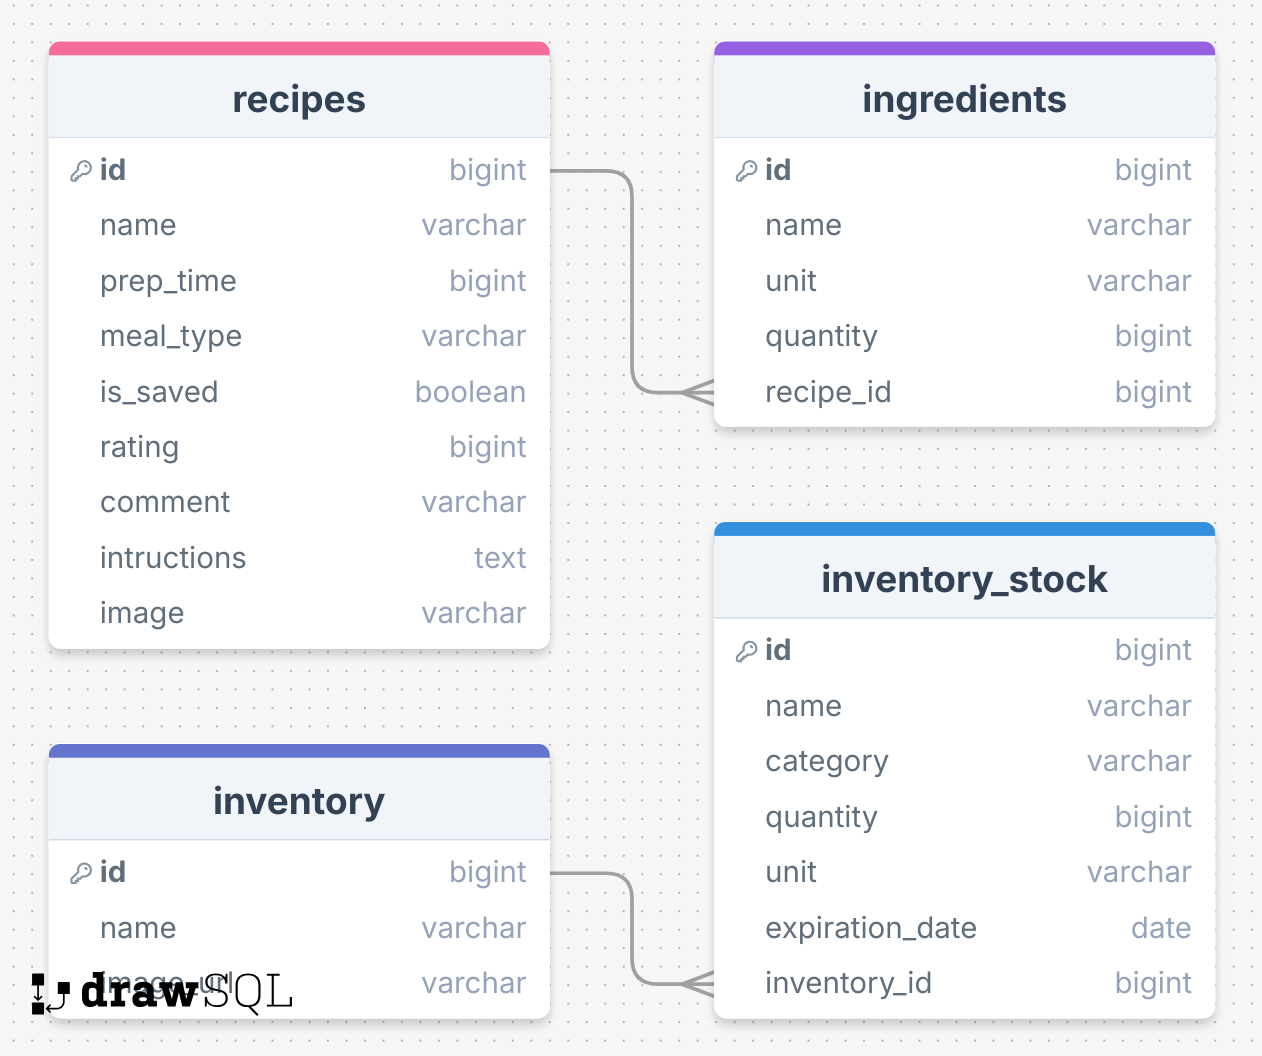 recipes
id bigint
name varchar
prep_time bigint
meal_type varchar
is_saved boolean
rating bigint
comment varchar
intructions text
image varchar
ingredients
id bigint
name varchar
unit varchar
quantity bigint
recipe_id bigint
inventory
id bigint
name varchar
image_url varchar
drawSQL
inventory_stock
id bigint
name varchar
category varchar
quantity bigint
unit varchar
expiration_date date
inventory_id bigint